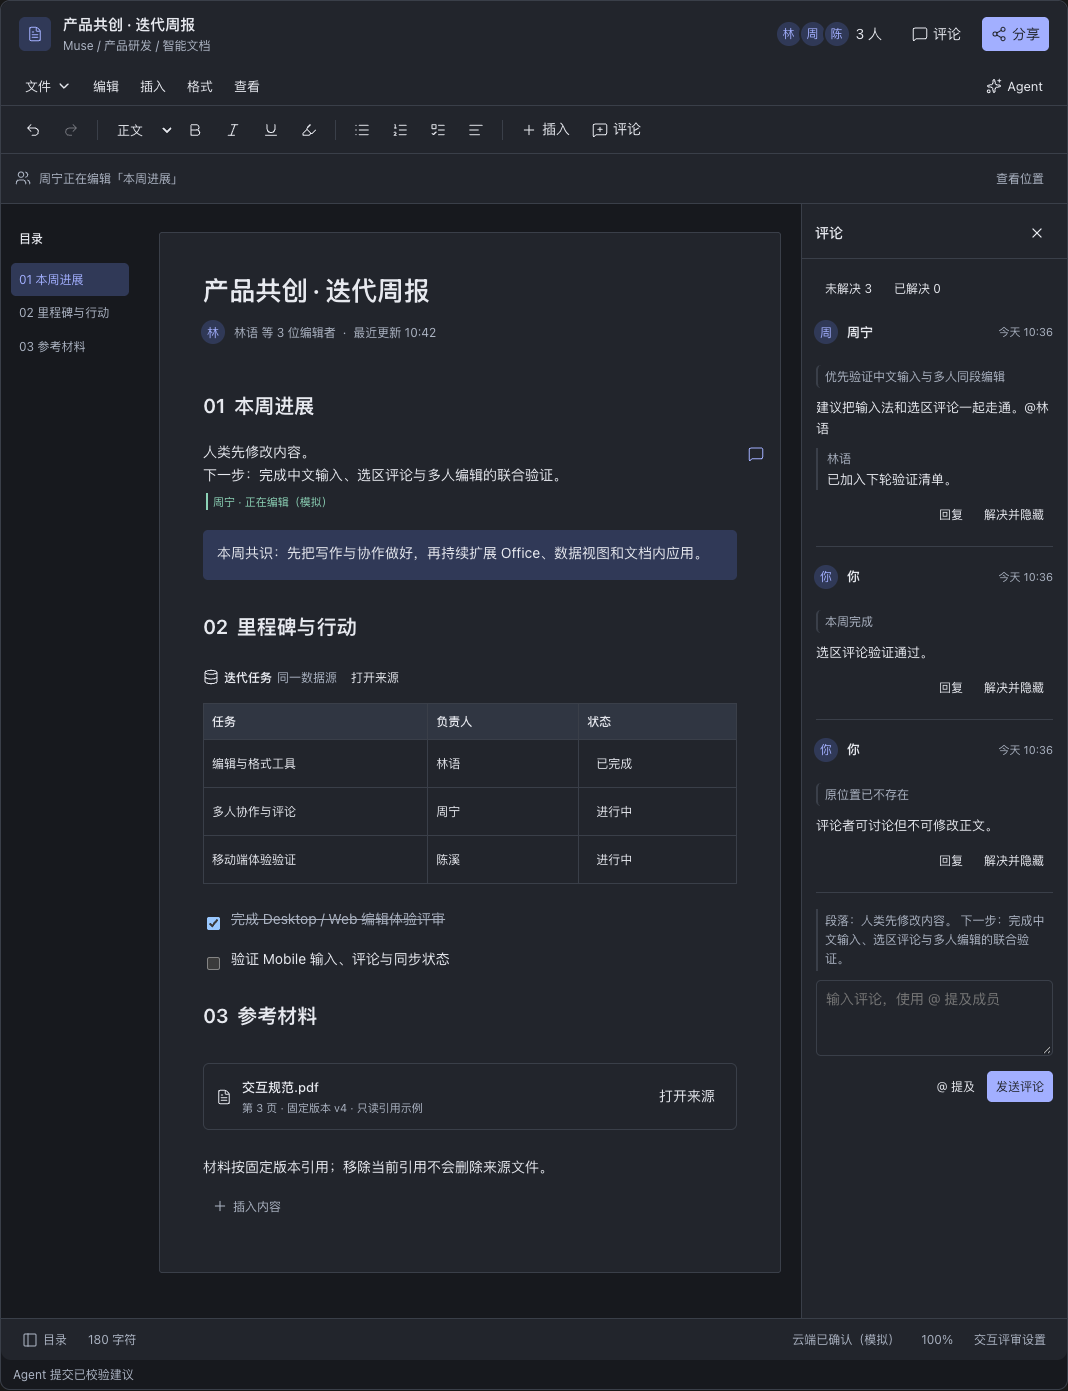 产品共创 · 迭代周报
Muse / 产品研发 / 智能文档
林 周 陈 3 人
评论
分享
文件 编辑 插入 格式 查看
Agent
正文
插入
评论
周宁正在编辑「本周进展」
查看位置
目录
01 本周进展
02 里程碑与行动
03 参考材料
产品共创 · 迭代周报
林 林语 等 3 位编辑者 · 最近更新 10:42
01 本周进展
人类先修改内容。
下一步：完成中文输入、选区评论与多人编辑的联合验证。
周宁 · 正在编辑（模拟）
本周共识：先把写作与协作做好，再持续扩展 Office、数据视图和文档内应用。
02 里程碑与行动
迭代任务 同一数据源 打开来源
任务 负责人 状态
编辑与格式工具 林语 已完成
多人协作与评论 周宁 进行中
移动端体验验证 陈溪 进行中
完成 Desktop / Web 编辑体验评审
验证 Mobile 输入、评论与同步状态
03 参考材料
交互规范.pdf
第 3 页 · 固定版本 v4 · 只读引用示例
打开来源
材料按固定版本引用；移除当前引用不会删除来源文件。
插入内容
评论
未解决 3 已解决 0
周 周宁 今天 10:36
优先验证中文输入与多人同段编辑
建议把输入法和选区评论一起走通。@林
语
林语
已加入下轮验证清单。
回复 解决并隐藏
你 你 今天 10:36
本周完成
选区评论验证通过。
回复 解决并隐藏
你 你 今天 10:36
原位置已不存在
评论者可讨论但不可修改正文。
回复 解决并隐藏
段落：人类先修改内容。 下一步：完成中
文输入、选区评论与多人编辑的联合验
证。
输入评论，使用 @ 提及成员
@ 提及 发送评论
目录 180 字符
云端已确认（模拟） 100% 交互评审设置
Agent 提交已校验建议